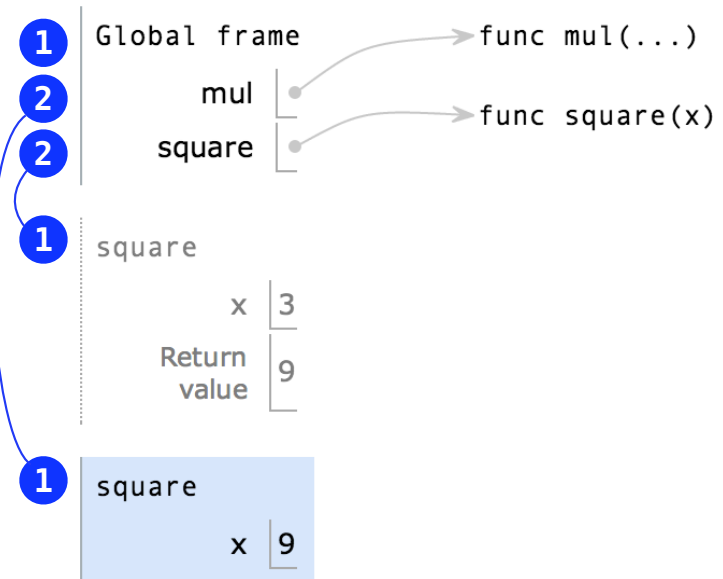 1 Global frame func mul(...)
2 mul
func square(x)
2 square
1 square
x 3
Return
value 9
1 square
x 9